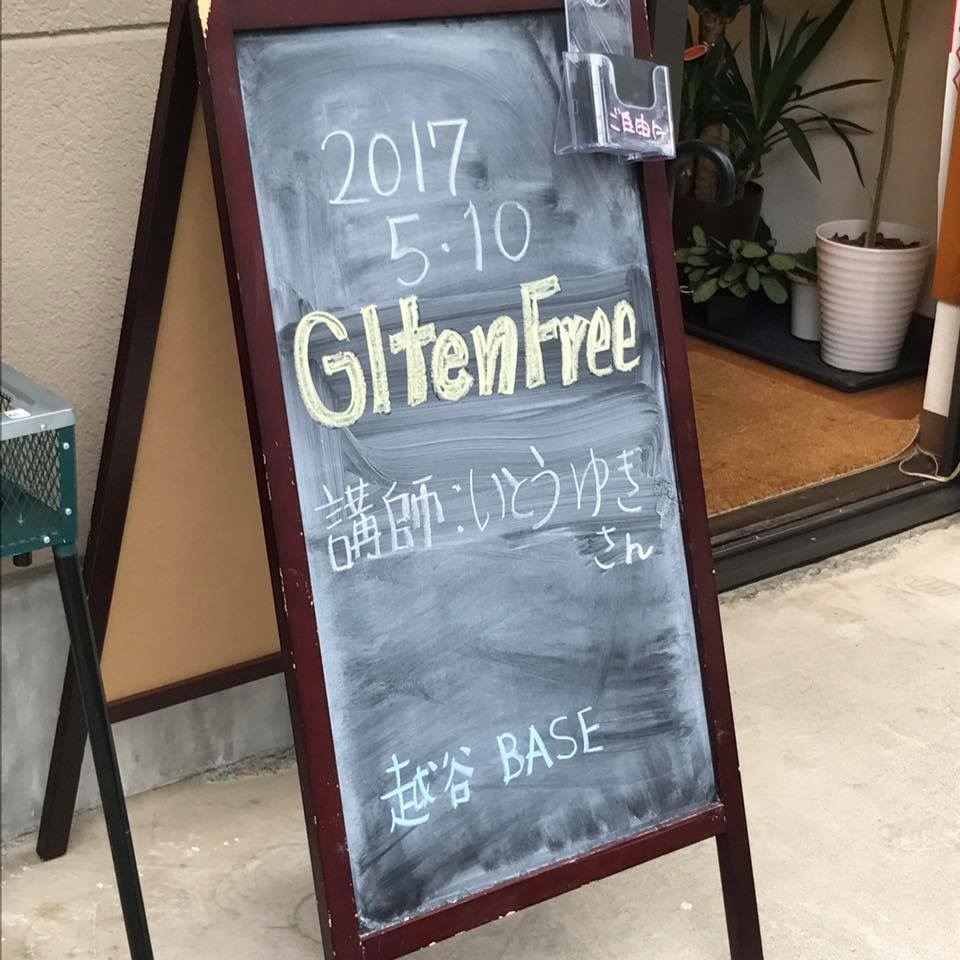 ご自由に
2017
5·10
GltenFree
講師:いとうゆき
さん
越谷 BASE